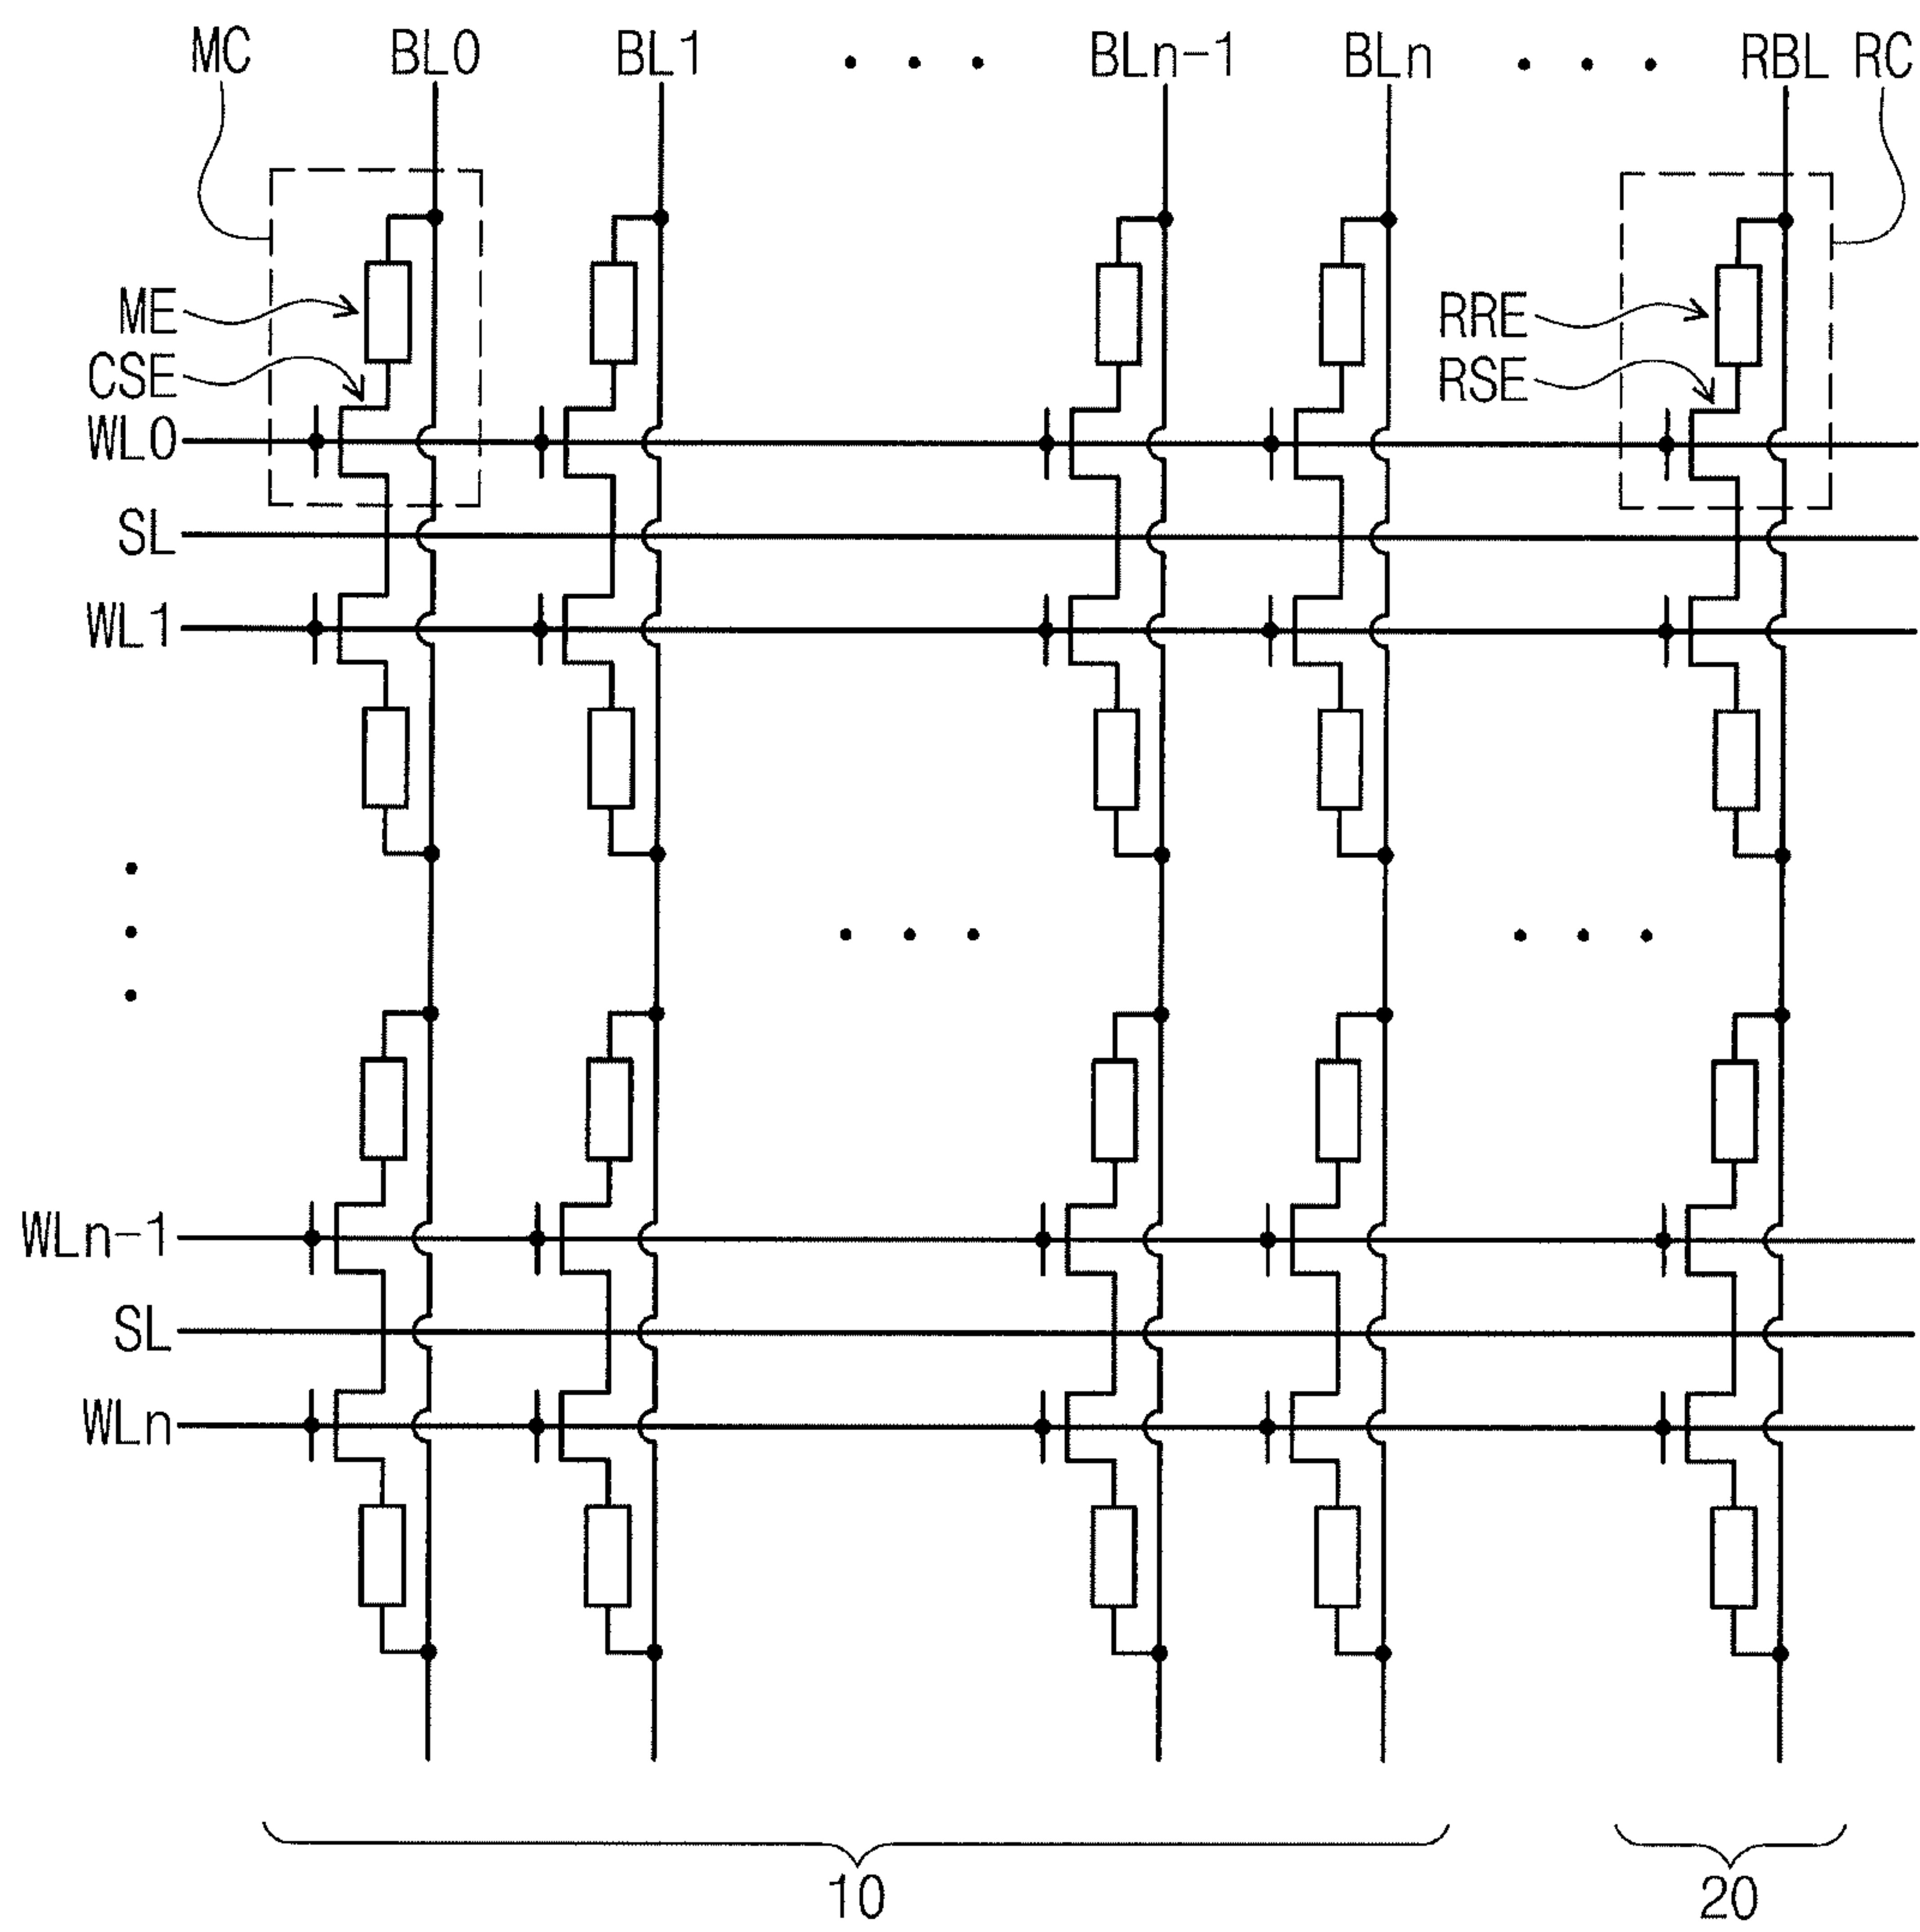 MC BL0 BL1 . . . BLn-1 BLn . . . RBL RC
ME RRE
CSE RSE
WL0
SL
WL1
. . .
. . . . . .
WLn-1
SL
WLn
10 20